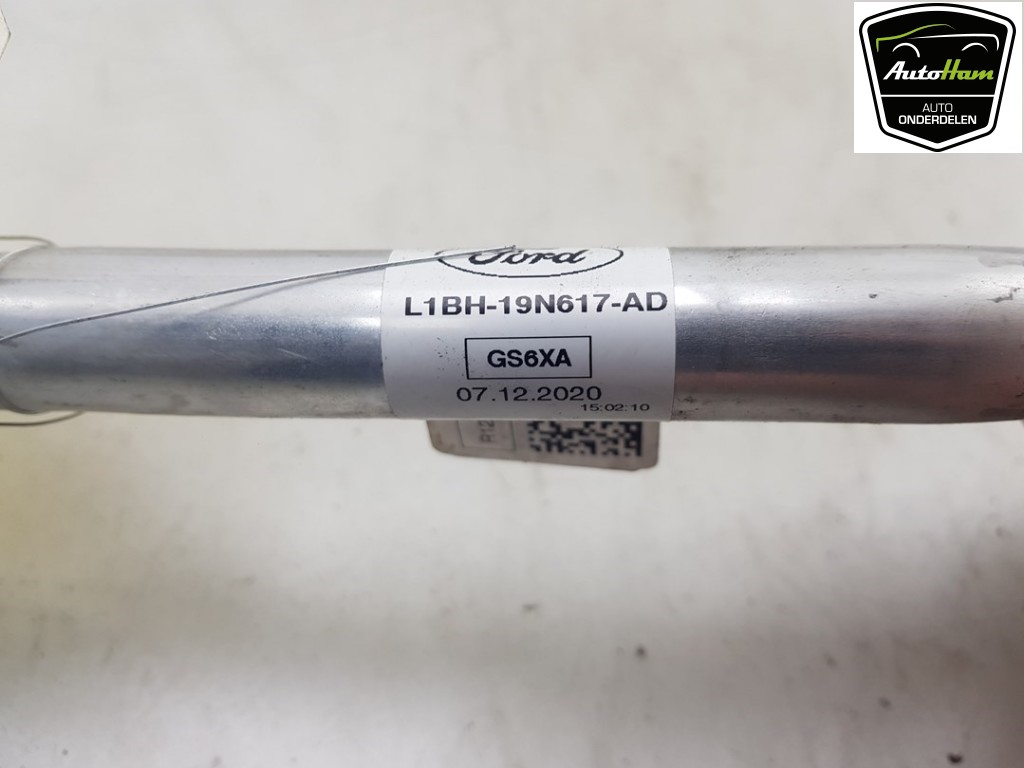 AutoHam
AUTO
ONDERDELEN
Ford
L1BH-19N617-AD
GS6XA
07.12.2020
15:02:10